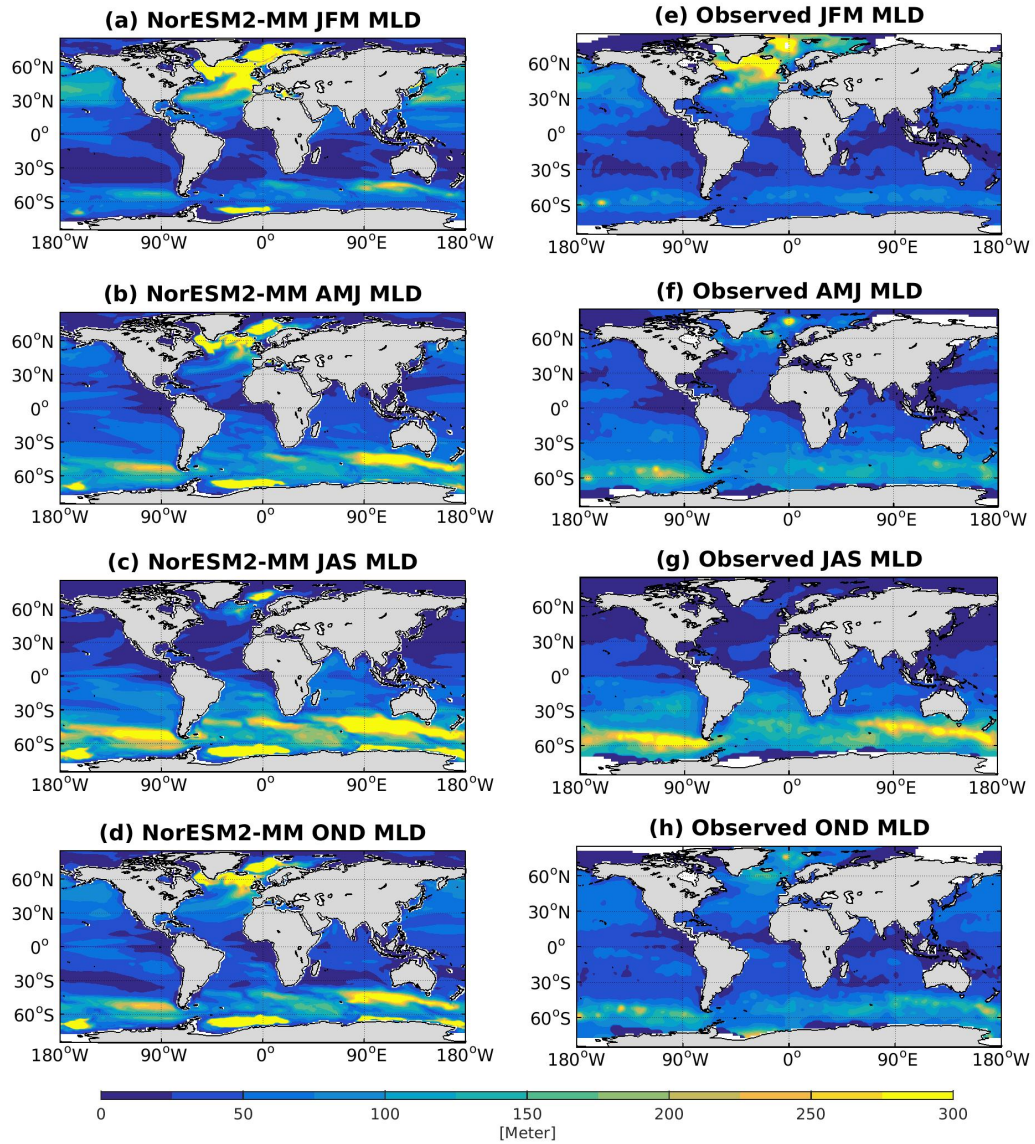 (a) NorESM2-MM JFM MLD
60°N
30°N
0°
30°S
60°S
180°W 90°W 0° 90°E 180°W
(e) Observed JFM MLD
60°N
30°N
0°
30°S
60°S
180°W 90°W 0° 90°E 180°W
(b) NorESM2-MM AMJ MLD
60°N
30°N
0°
30°S
60°S
180°W 90°W 0° 90°E 180°W
(f) Observed AMJ MLD
60°N
30°N
0°
30°S
60°S
180°W 90°W 0° 90°E 180°W
(c) NorESM2-MM JAS MLD
60°N
30°N
0°
30°S
60°S
180°W 90°W 0° 90°E 180°W
(g) Observed JAS MLD
60°N
30°N
0°
30°S
60°S
180°W 90°W 0° 90°E 180°W
(d) NorESM2-MM OND MLD
60°N
30°N
0°
30°S
60°S
180°W 90°W 0° 90°E 180°W
(h) Observed OND MLD
60°N
30°N
0°
30°S
60°S
180°W 90°W 0° 90°E 180°W
0 50 100 150 200 250 300
[Meter]